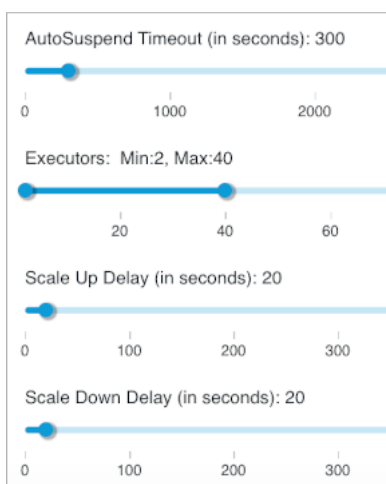 AutoSuspend Timeout (in seconds): 300
0 1000 2000
Executors: Min:2, Max:40
20 40 60
Scale Up Delay (in seconds): 20
0 100 200 300
Scale Down Delay (in seconds): 20
0 100 200 300